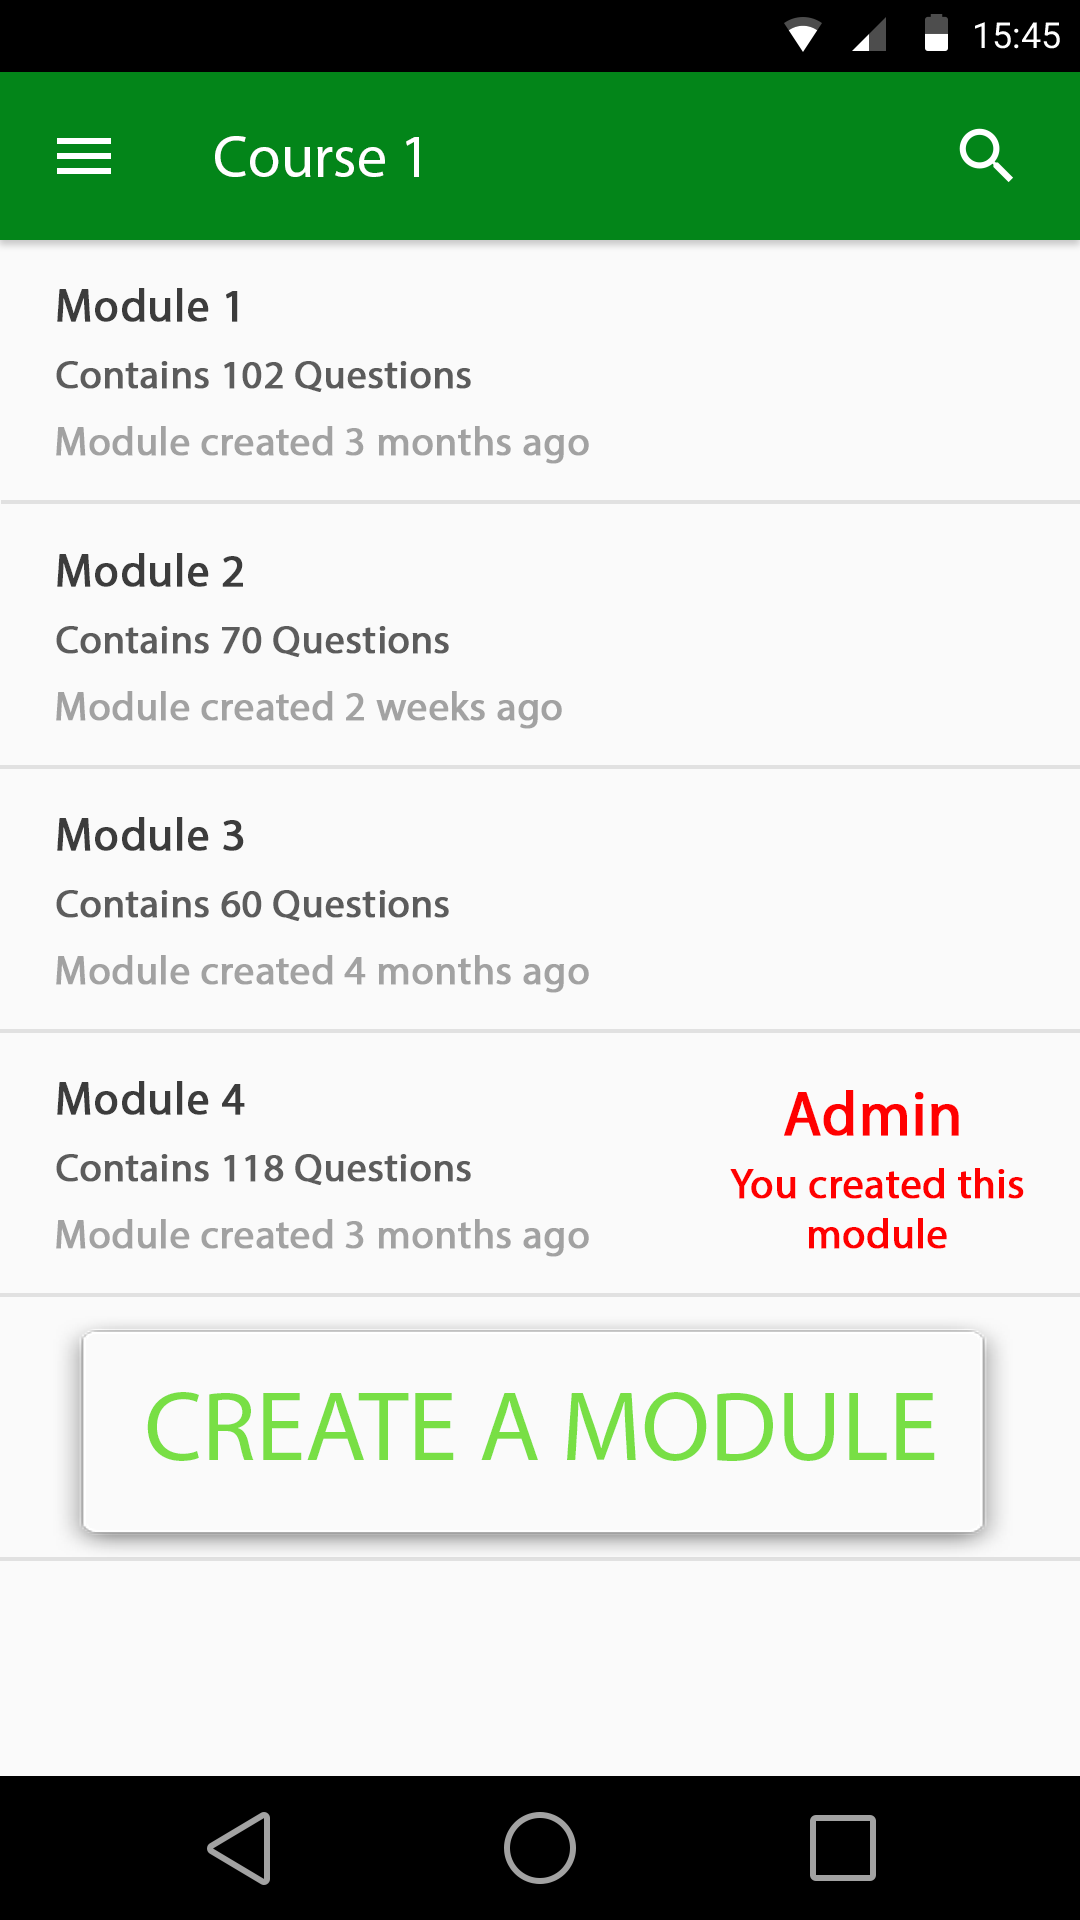 15:45
Course 1
Module 1
Contains 102 Questions
Module created 3 months ago
Module 2
Contains 70 Questions
Module created 2 weeks ago
Module 3
Contains 60 Questions
Module created 4 months ago
Module 4
Contains 118 Questions
Module created 3 months ago
Admin
You created this
module
CREATE A MODULE